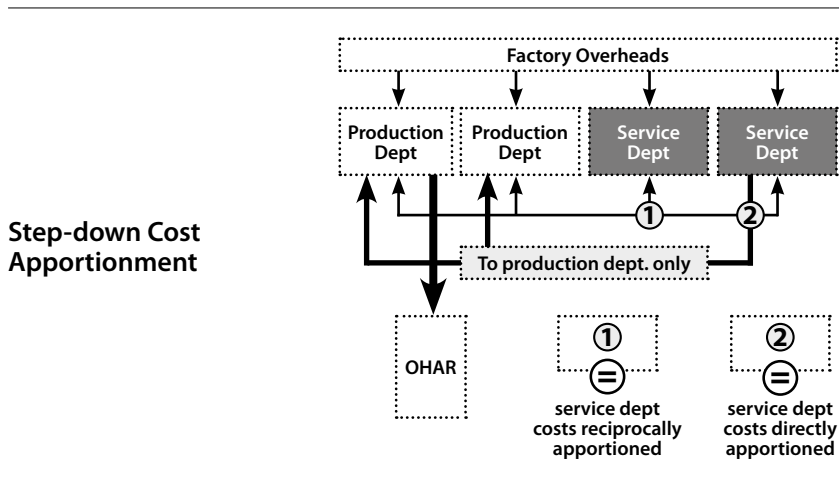 Factory Overheads
Production
Dept
Production
Dept
Service
Dept
Service
Dept
①
②
Step-down Cost
Apportionment
To production dept. only
OHAR
①
=
service dept
costs reciprocally
apportioned
②
=
service dept
costs directly
apportioned